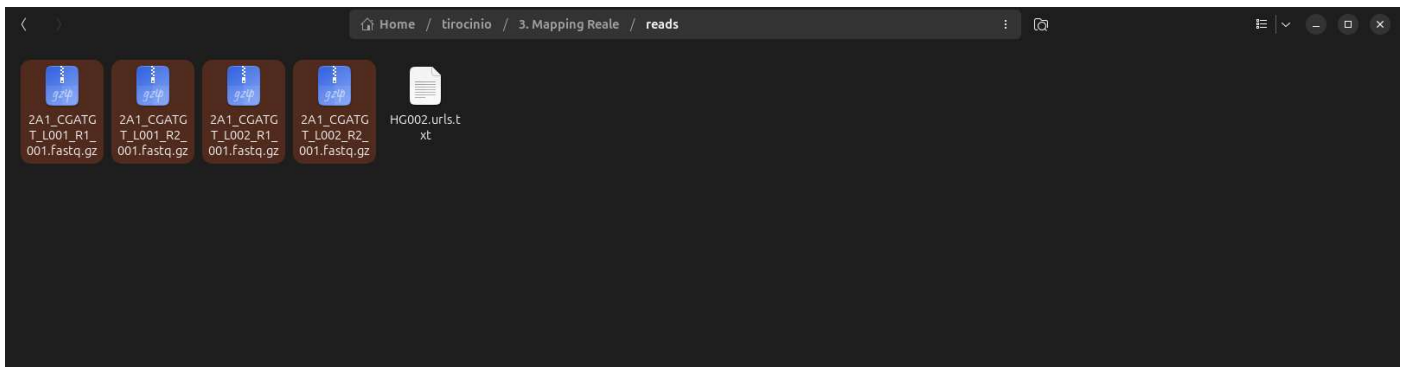 Home / tirocinio / 3. Mapping Reale / reads
gzip
gzip
gzip
gzip
2A1_CGATG
T_L001_R1_
001.fastq.gz
2A1_CGATG
T_L001_R2_
001.fastq.gz
2A1_CGATG
T_L002_R1_
001.fastq.gz
2A1_CGATG
T_L002_R2_
001.fastq.gz
HG002.urls.t
xt